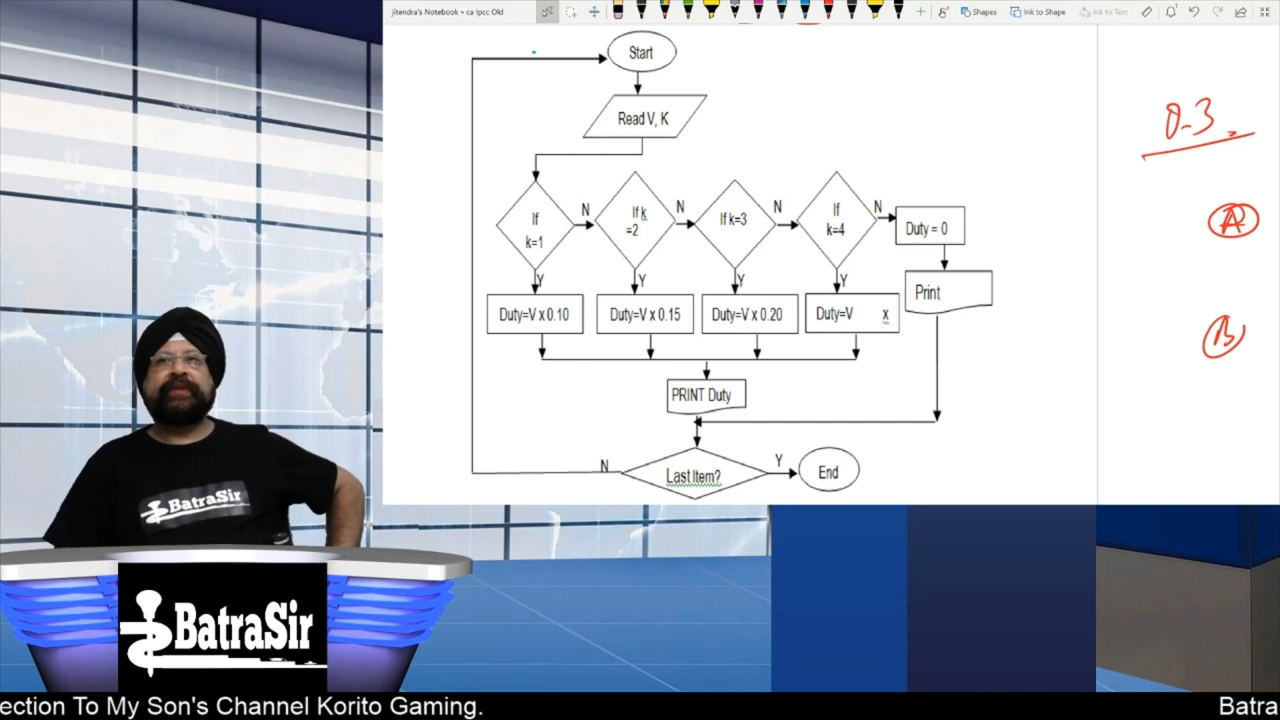 jitendra's Notebook > ca Ipcc Old
Shapes
Ink to Shape
Ink to Text
Start
Read V, K
Q-3
A
B
If
k=1
N
If k
=2
N
If k=3
N
If
k=4
N
Duty = 0
Y
Y
Y
Y
Print
Duty=V x 0.10
Duty=V x 0.15
Duty=V x 0.20
Duty=V x
PRINT Duty
N
Last Item?
Y
End
BatraSir
BatraSir
ection To My Son's Channel Korito Gaming.
Batra